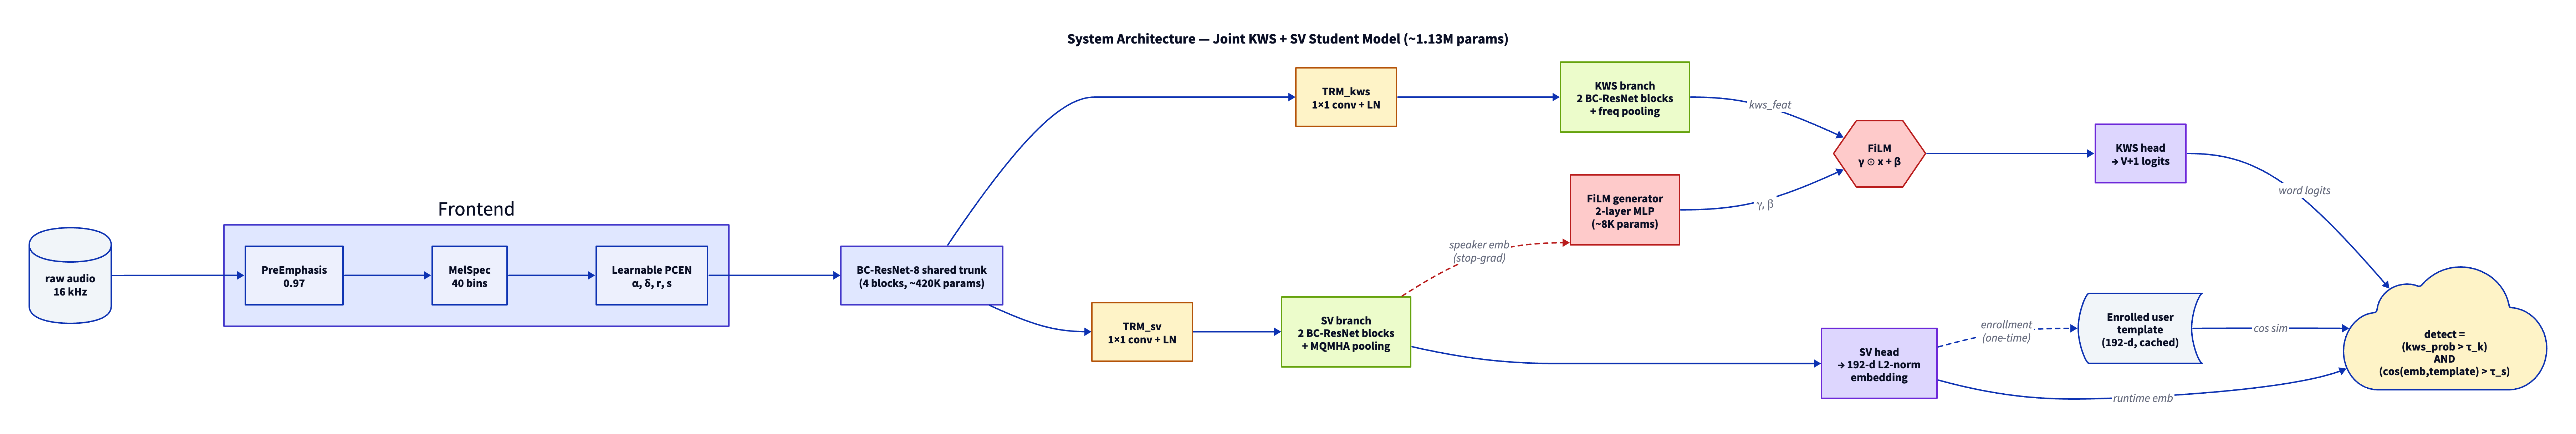 System Architecture — Joint KWS + SV Student Model (~1.13M params)
raw audio
16 kHz
Frontend
PreEmphasis
0.97
MelSpec
40 bins
Learnable PCEN
α, δ, r, s
BC-ResNet-8 shared trunk
(4 blocks, ~420K params)
TRM_kws
1×1 conv + LN
KWS branch
2 BC-ResNet blocks
+ freq pooling
kws_feat
TRM_sv
1×1 conv + LN
SV branch
2 BC-ResNet blocks
+ MQMHA pooling
speaker emb
(stop-grad)
FiLM generator
2-layer MLP
(~8K params)
γ, β
FiLM
γ ⊙ x + β
KWS head
→ V+1 logits
word logits
SV head
→ 192-d L2-norm
embedding
enrollment
(one-time)
Enrolled user
template
(192-d, cached)
cos sim
runtime emb
detect =
(kws_prob > τ_k)
AND
(cos(emb,template) > τ_s)